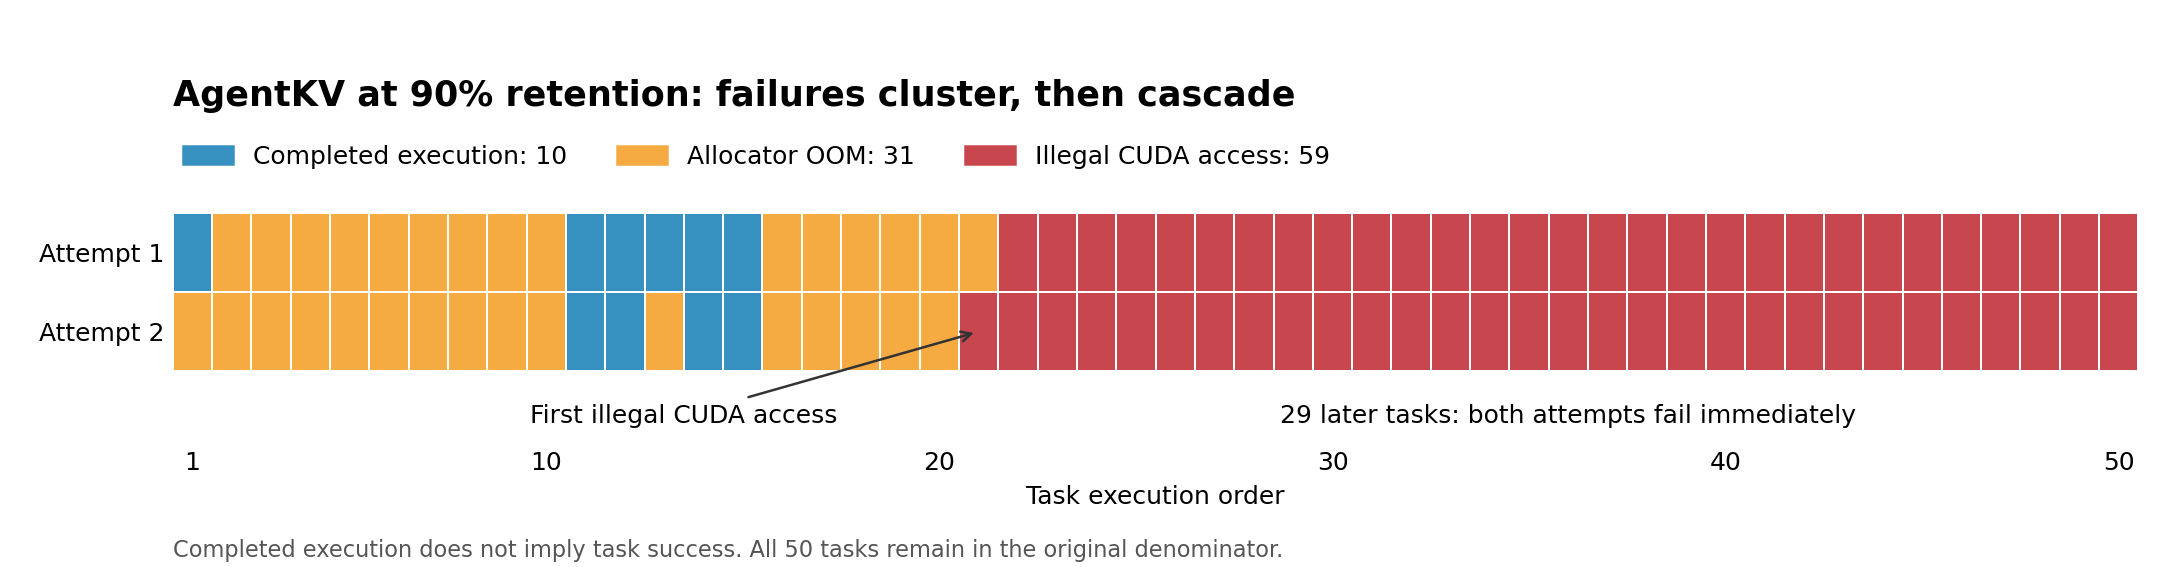 AgentKV at 90% retention: failures cluster, then cascade
Completed execution: 10 Allocator OOM: 31 Illegal CUDA access: 59
Attempt 1
Attempt 2
First illegal CUDA access 29 later tasks: both attempts fail immediately
1 10 20 30 40 50
Task execution order
Completed execution does not imply task success. All 50 tasks remain in the original denominator.